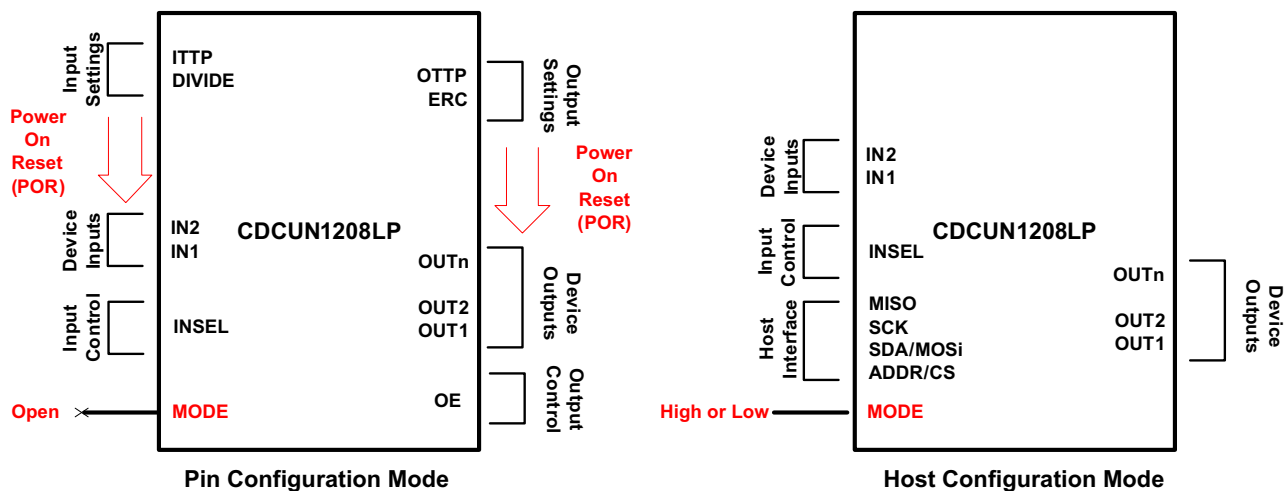 Input
Settings
ITTP
DIVIDE
Power
On
Reset
(POR)
Device
Inputs
IN2
IN1
Input
Control
INSEL
Open
MODE
CDCUN1208LP
OTTP
ERC
Output
Settings
Power
On
Reset
(POR)
OUTn
OUT2
OUT1
Device
Outputs
OE
Output
Control
Pin Configuration Mode
Device
Inputs
IN2
IN1
Input
Control
INSEL
Host
Interface
MISO
SCK
SDA/MOSi
ADDR/CS
High or Low
MODE
CDCUN1208LP
OUTn
OUT2
OUT1
Device
Outputs
Host Configuration Mode